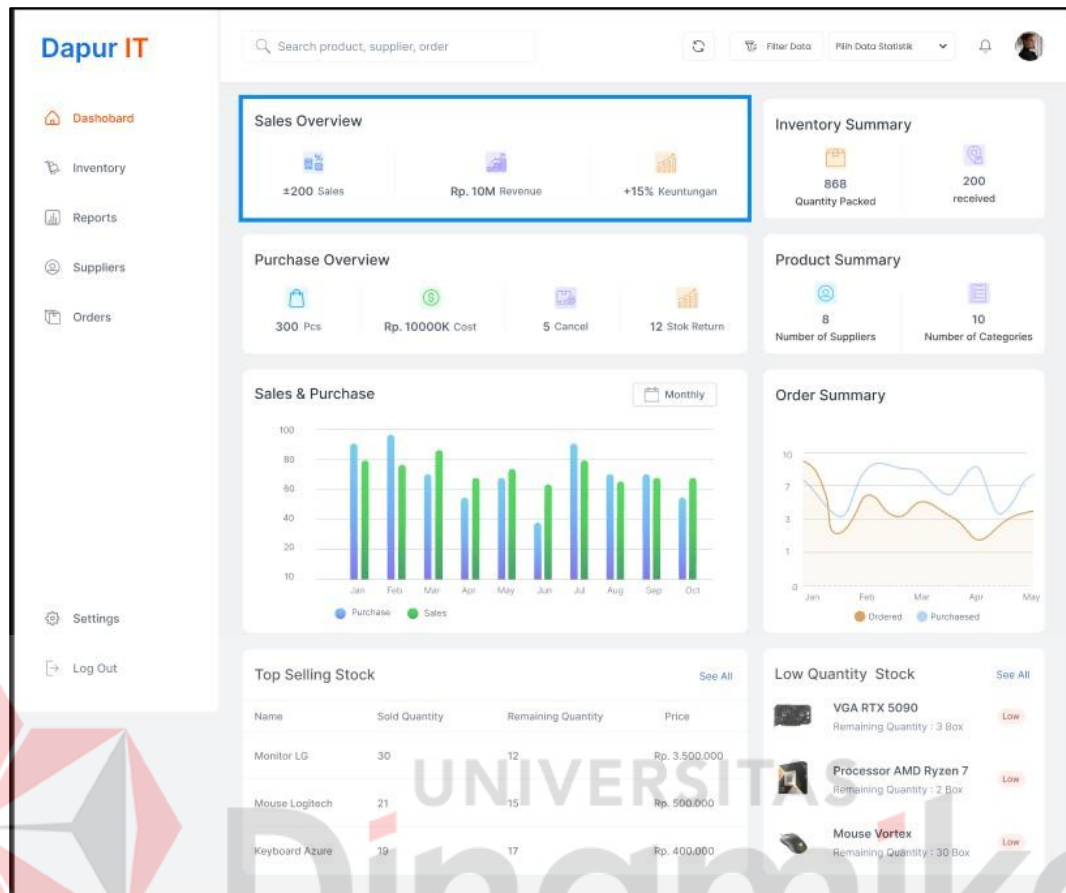 Dapur IT
Search product, supplier, order
Filter Data
Pilih Data Statistik
Dashobard
Inventory
Reports
Suppliers
Orders
Settings
Log Out
Sales Overview
±200 Sales
Rp. 10M Revenue
+15% Keuntungan
Inventory Summary
868
Quantity Packed
200
received
Purchase Overview
300 Pcs
Rp. 10000K Cost
5 Cancel
12 Stok Return
Product Summary
8
Number of Suppliers
10
Number of Categories
Sales & Purchase
Monthly
100
80
60
40
20
10
Jan Feb Mar Apr May Jun Jul Aug Sep Oct
Purchase Sales
Order Summary
10
7
3
1
0
Jan Feb Mar Apr May
Ordered Purchaesed
Top Selling Stock See All
Name Sold Quantity Remaining Quantity Price
Monitor LG 30 12 Rp. 3.500.000
Mouse Logitech 21 15 Rp. 500.000
Keyboard Azure 19 17 Rp. 400.000
Low Quantity Stock See All
VGA RTX 5090
Remaining Quantity : 3 Box
Low
Processor AMD Ryzen 7
Remaining Quantity : 2 Box
Low
Mouse Vortex
Remaining Quantity : 30 Box
Low
UNIVERSITAS
Dinamika